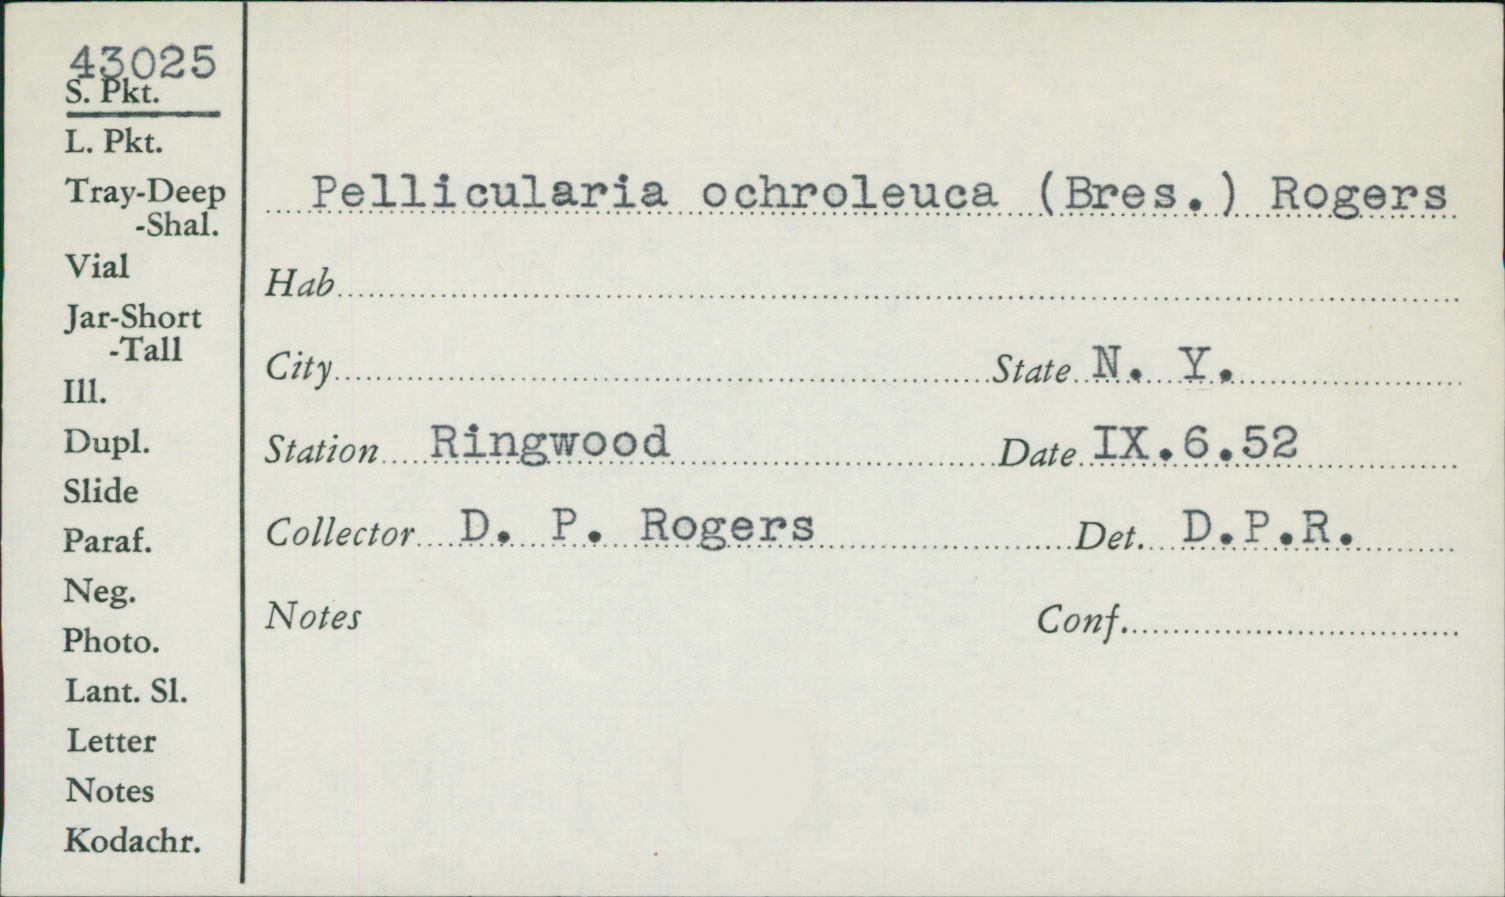 43025
S. Pkt.
L. Pkt.
Tray-Deep
-Shal.
Vial
Jar-Short
-Tall
Ill.
Dupl.
Slide
Paraf.
Neg.
Photo.
Lant. Sl.
Letter
Notes
Kodachr.
Pellicularia ochroleuca (Bres.) Rogers
Hab
City State N. Y.
Station Ringwood Date IX.6.52
Collector D. P. Rogers Det. D.P.R.
Notes Conf.